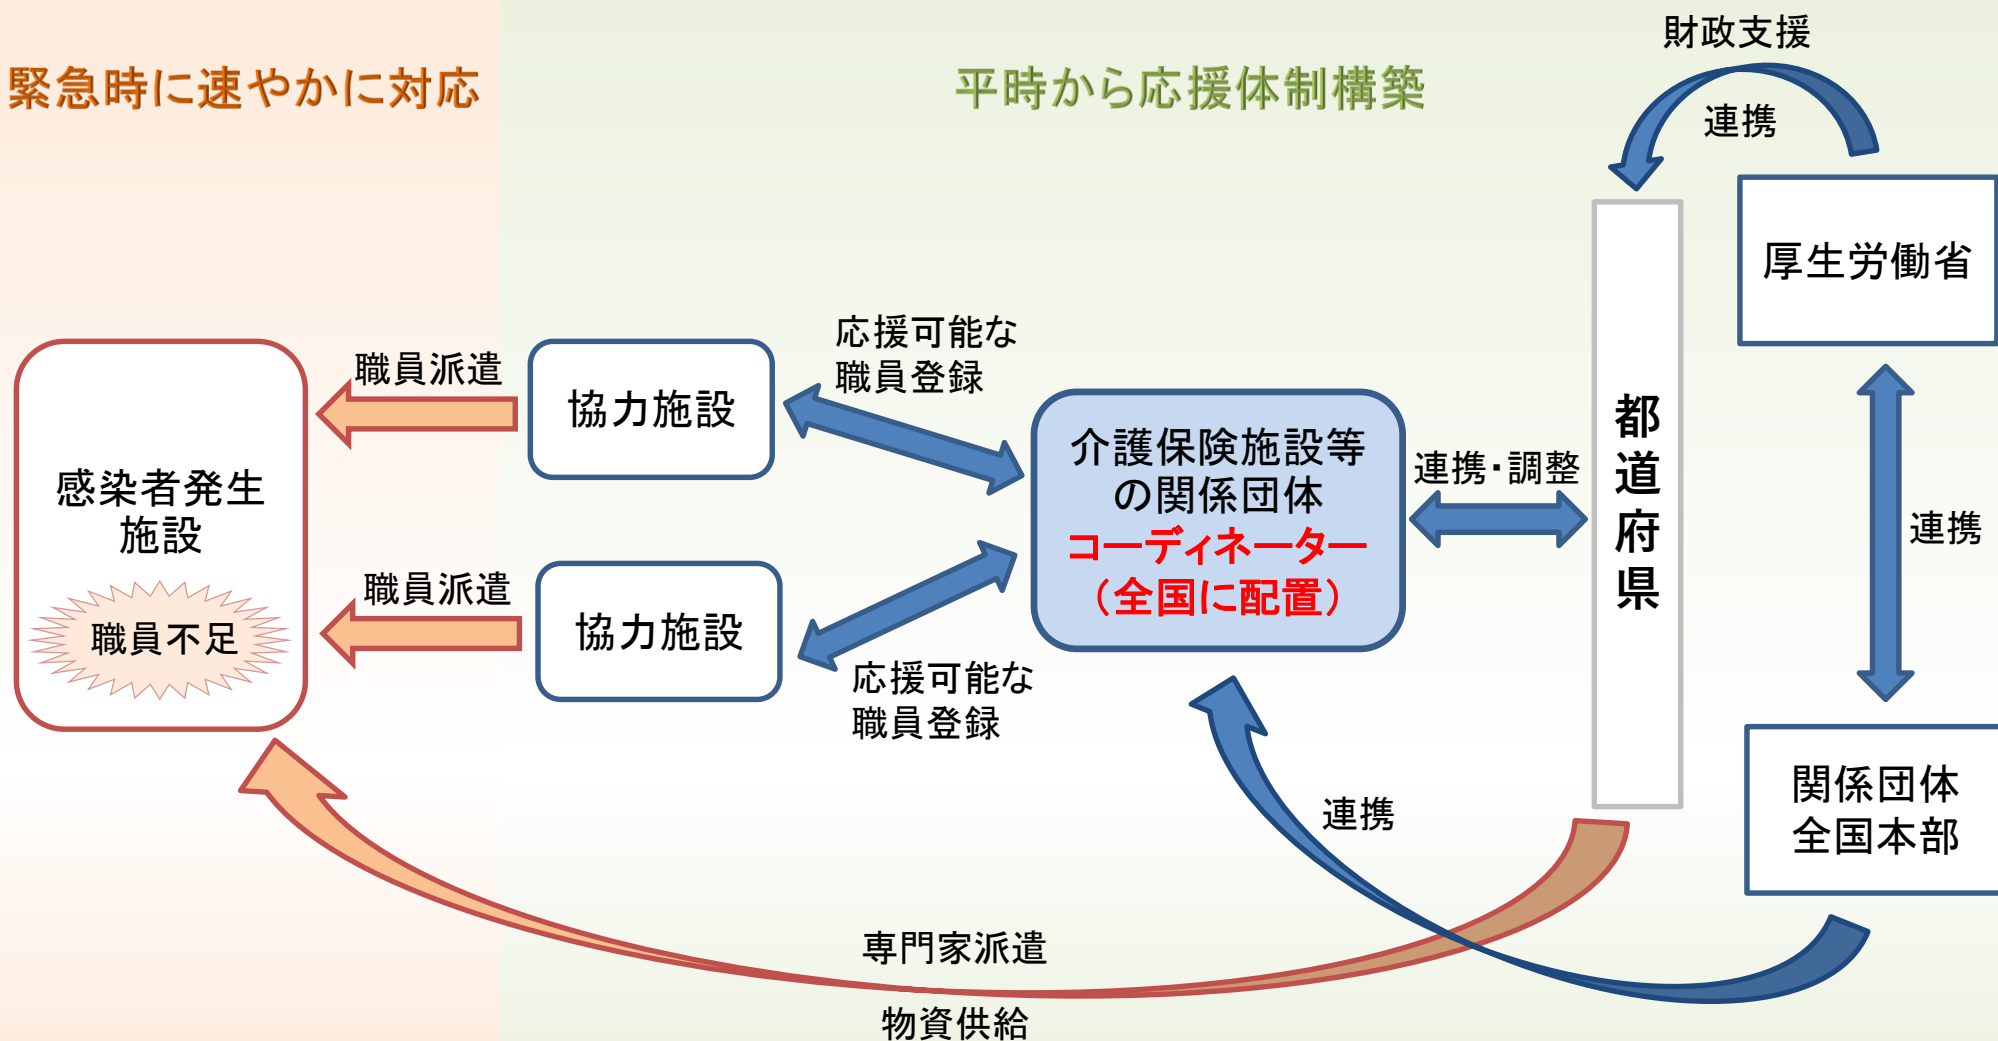 財政支援
緊急時に速やかに対応
平時から応援体制構築
連携
厚生労働省
応援可能な
職員登録
職員派遣
協力施設
介護保険施設等
の関係団体
コーディネーター
（全国に配置）
連携・調整
都道府県
感染者発生
施設
職員不足
連携
職員派遣
協力施設
応援可能な
職員登録
関係団体
全国本部
連携
専門家派遣
物資供給